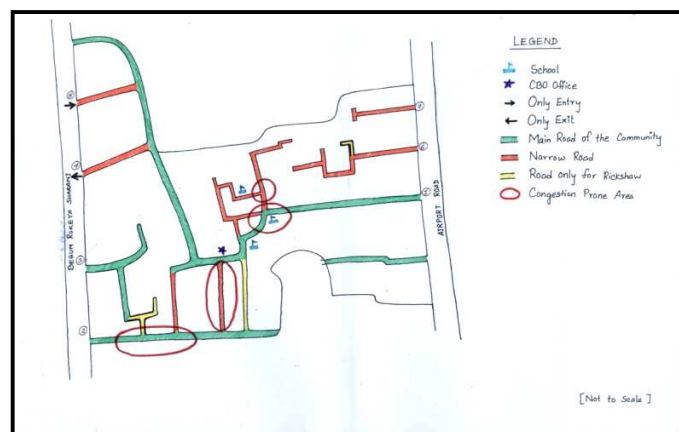 LEGEND
School
CBO Office
Only Entry
Only Exit
Main Road of the Community
Narrow Road
Road only for Rickshaw
Congestion Prone Area
BEGUM ROKEYA SHARANI
AIRPORT ROAD
[Not to Scale]